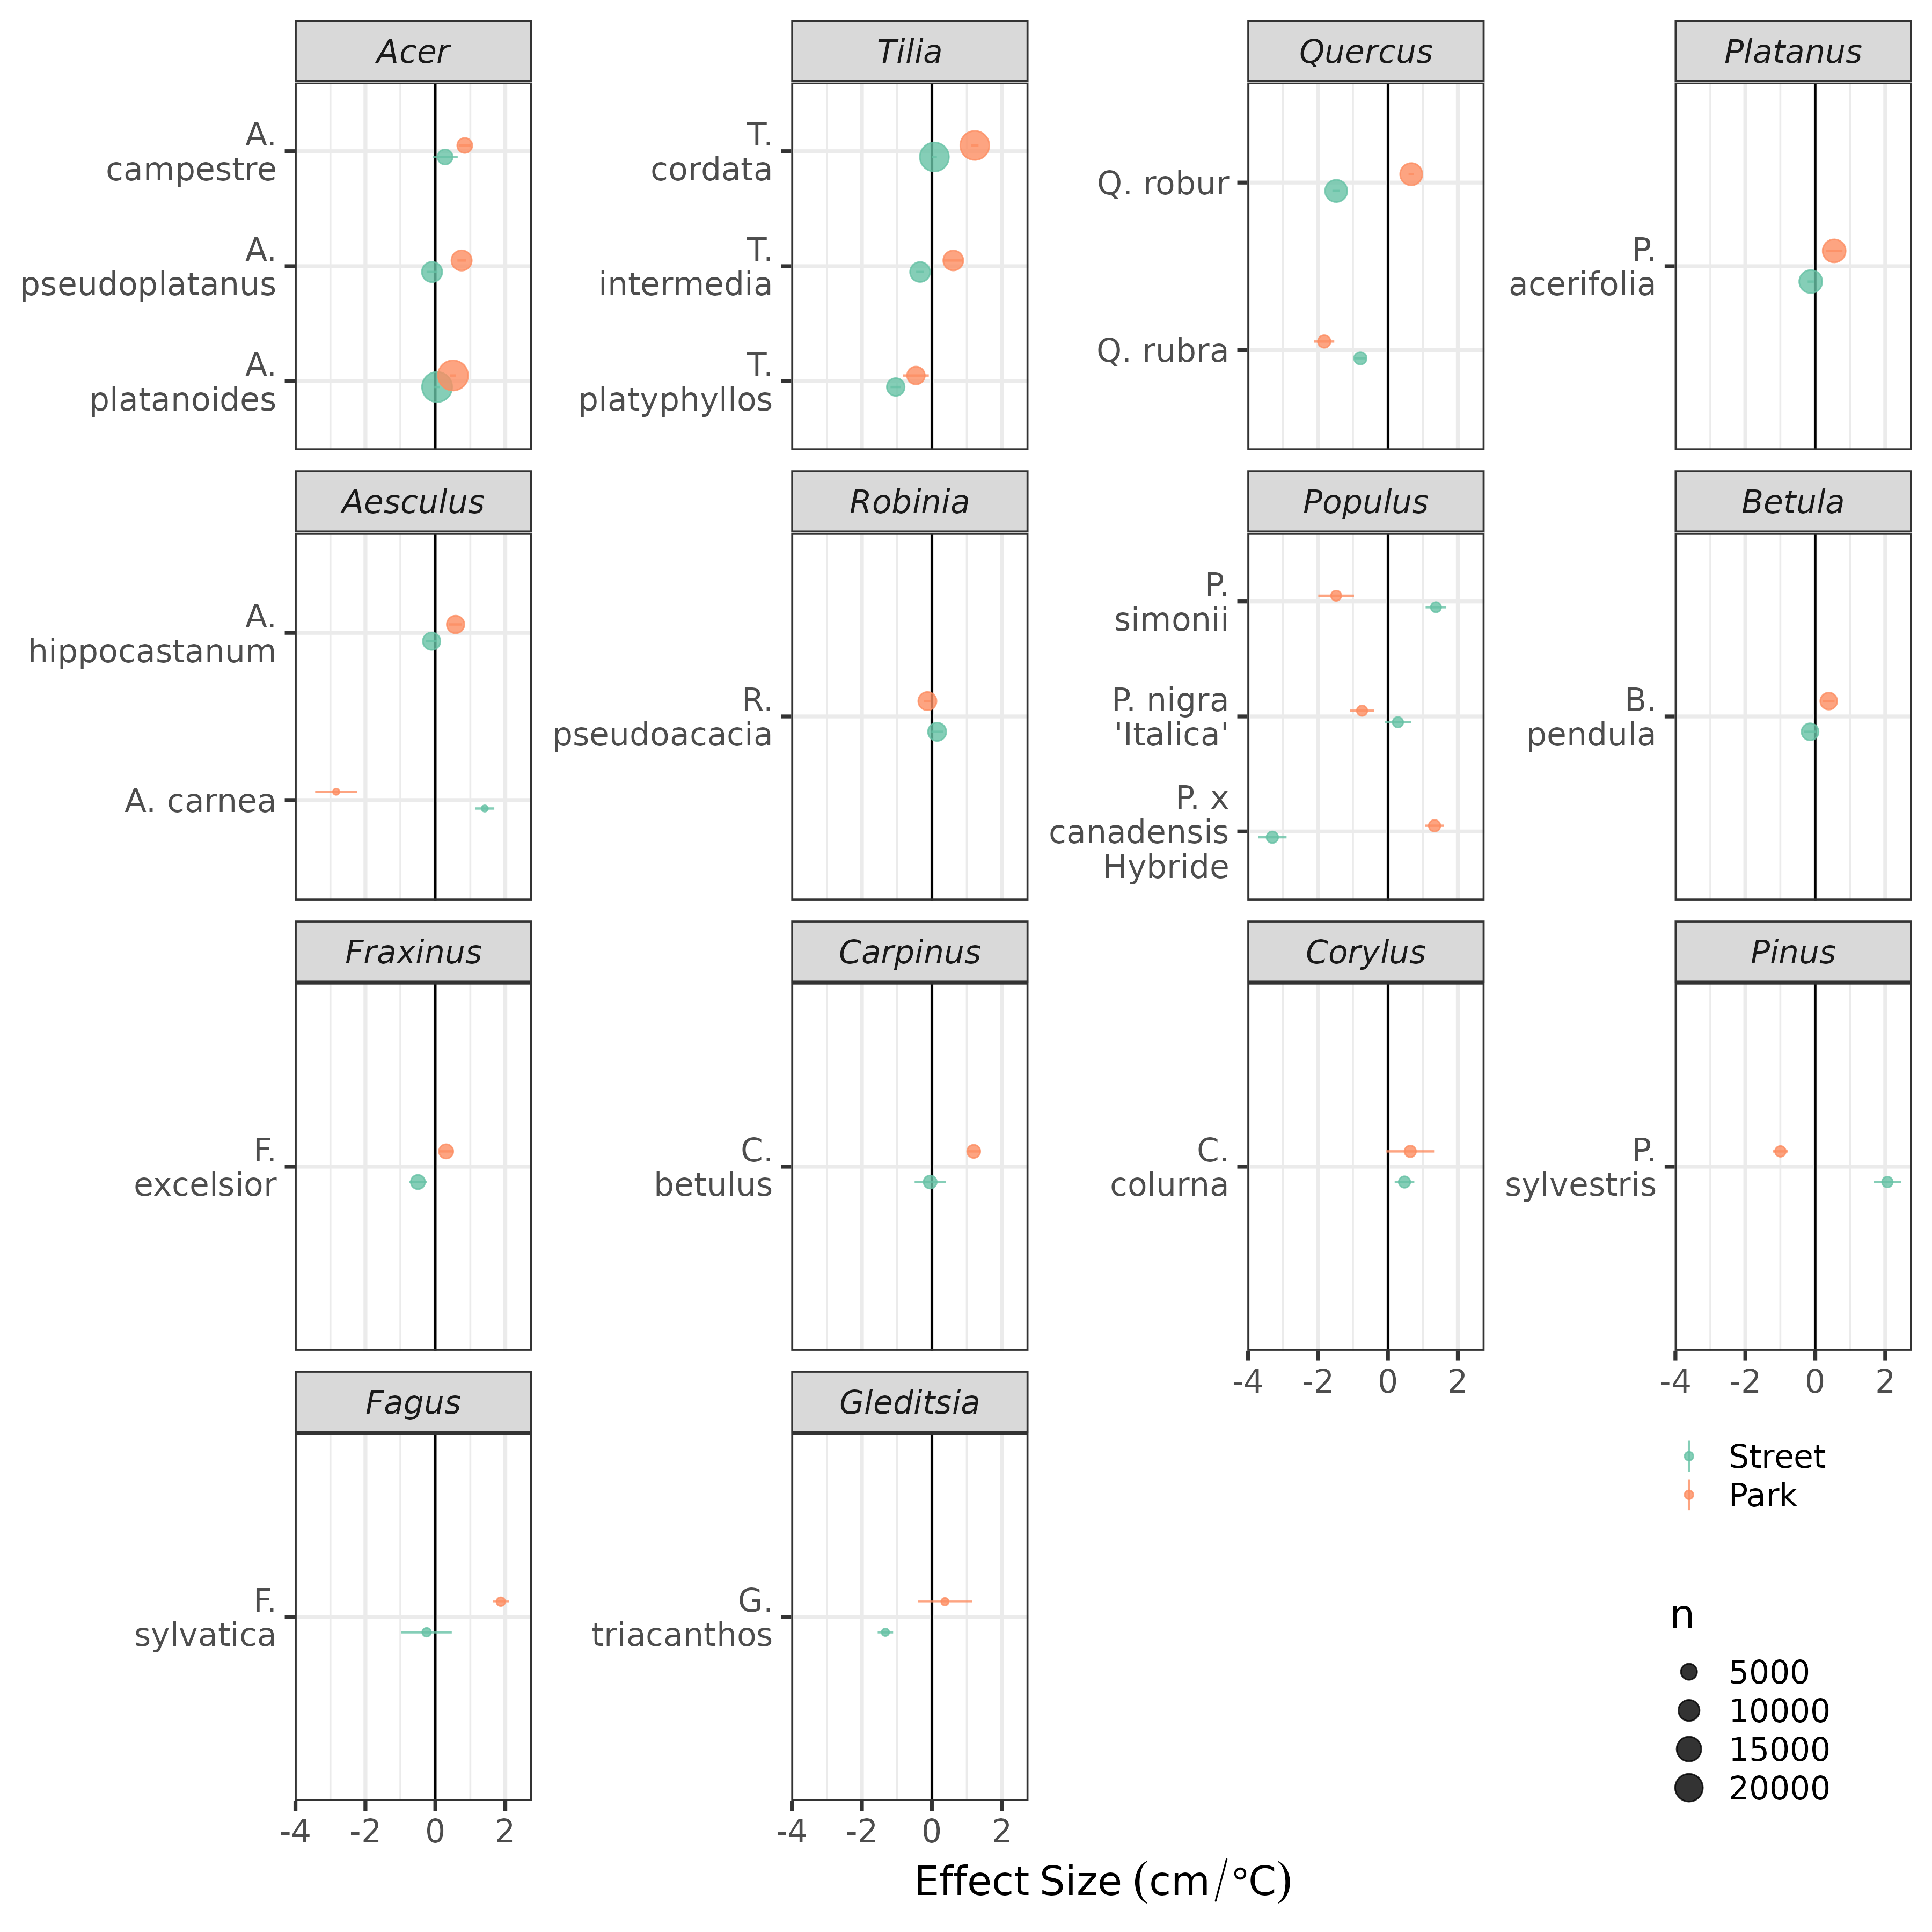 Acer
Tilia
Quercus
Platanus
A.
campestre
A.
pseudoplatanus
A.
platanoides
T.
cordata
T.
intermedia
T.
platyphyllos
Q. robur
Q. rubra
P.
acerifolia
Aesculus
Robinia
Populus
Betula
A.
hippocastanum
A. carnea
R.
pseudoacacia
P.
simonii
P. nigra
'Italica'
P. x
canadensis
Hybride
B.
pendula
Fraxinus
Carpinus
Corylus
Pinus
F.
excelsior
C.
betulus
C.
colurna
P.
sylvestris
-4 -2 0 2
-4 -2 0 2
Fagus
Gleditsia
F.
sylvatica
G.
triacanthos
-4 -2 0 2
-4 -2 0 2
Street
Park
n
5000
10000
15000
20000
Effect Size (cm/°C)